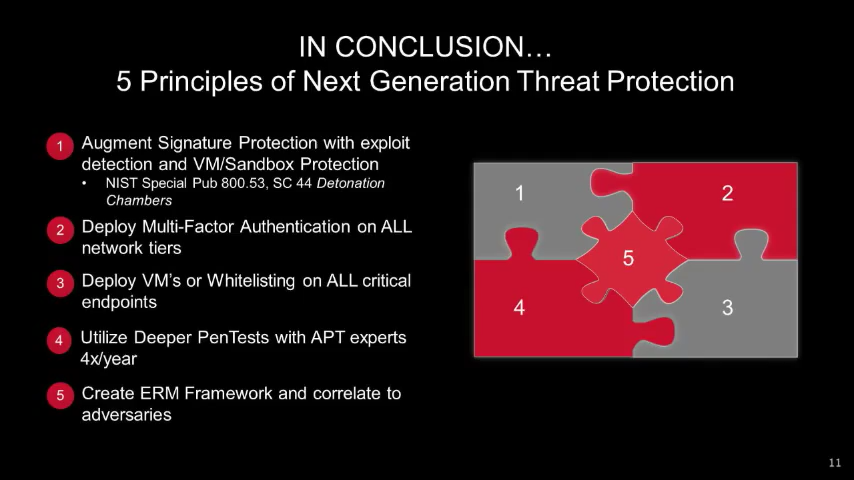 IN CONCLUSION…
5 Principles of Next Generation Threat Protection
1 Augment Signature Protection with exploit
detection and VM/Sandbox Protection
• NIST Special Pub 800.53, SC 44 Detonation
Chambers
2 Deploy Multi-Factor Authentication on ALL
network tiers
3 Deploy VM's or Whitelisting on ALL critical
endpoints
4 Utilize Deeper PenTests with APT experts
4x/year
5 Create ERM Framework and correlate to
adversaries
1 2
5
4 3
11